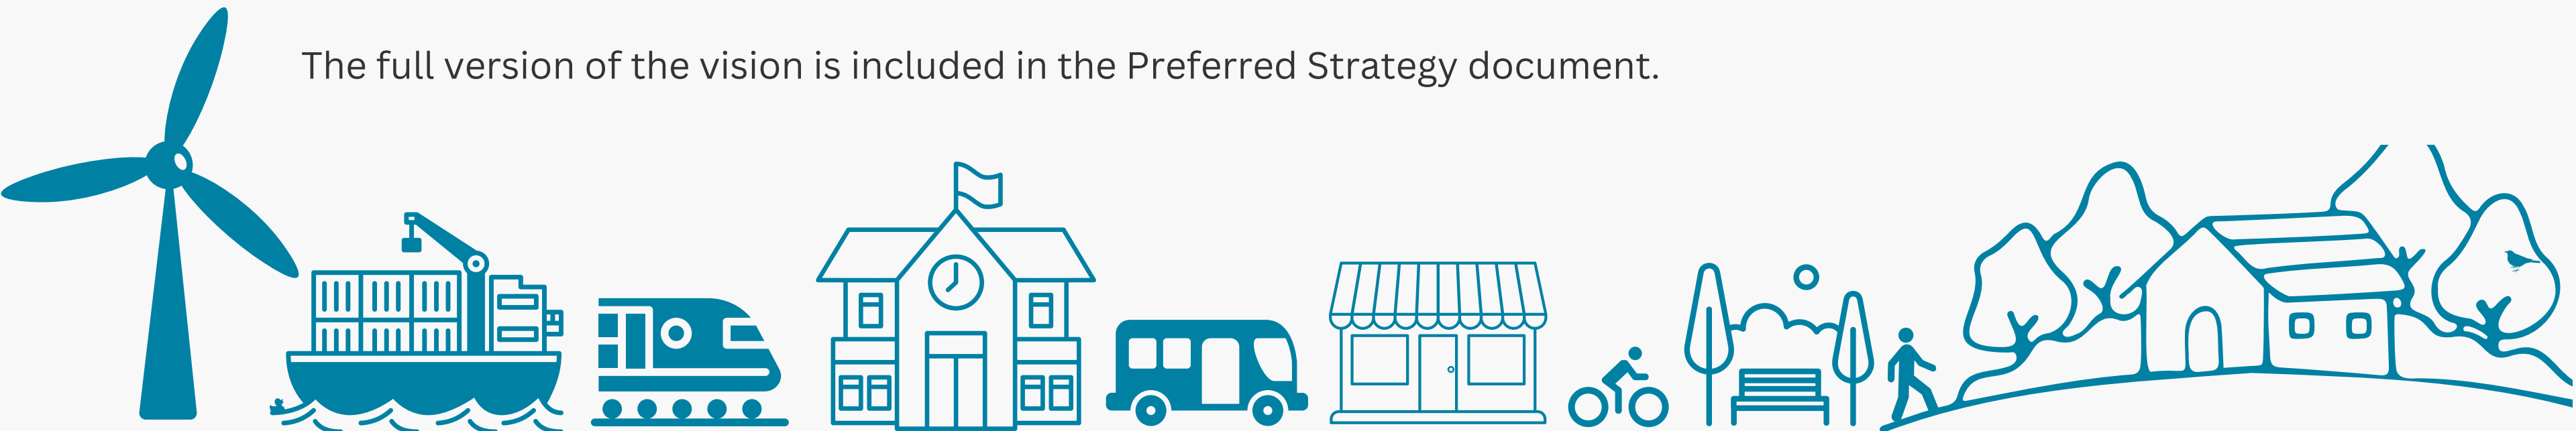 The full version of the vision is included in the Preferred Strategy document.